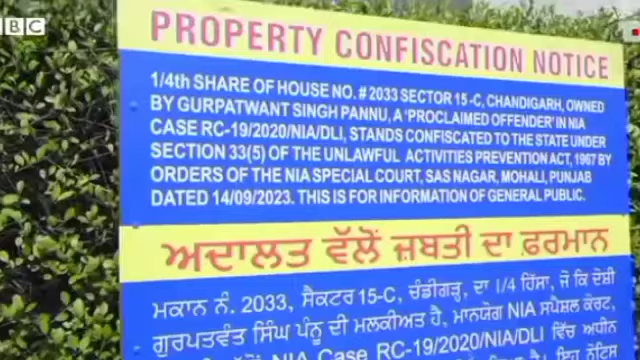 BBC
PROPERTY CONFISCATION NOTICE
1/4th SHARE OF HOUSE NO. # 2033 SECTOR 15 -C, CHANDIGARH, OWNED
BY GURPATWANT SINGH PANNU, A 'PROCLAIMED OFFENDER' IN NIA
CASE RC-19/2020/NIA/DLI, STANDS CONFISCATED TO THE STATE UNDER
SECTION 33(5) OF THE UNLAWFUL ACTIVITIES PREVENTION ACT, 1967 BY
ORDERS OF THE NIA SPECIAL COURT, SAS NAGAR, MOHALI, PUNJAB
DATED 14/09/2023. THIS IS FOR INFORMATION OF GENERAL PUBLIC.
ਅਦਾਲਤ ਵੱਲੋਂ ਜ਼ਬਤੀ ਦਾ ਫ਼ਰਮਾਨ
ਮਕਾਨ ਨੰ. 2033, ਸੈਕਟਰ 15-C, ਚੰਡੀਗੜ੍ਹ, ਦਾ 1/4 ਹਿੱਸਾ, ਜੋ ਕਿ ਦੋਸ਼ੀ
ਗੁਰਪਤਵੰਤ ਸਿੰਘ ਪੰਨੂ ਦੀ ਮਲਕੀਅਤ ਹੈ, ਮਾਨਯੋਗ NIA ਸਪੈਸ਼ਲ ਕੋਰਟ,
NIA Case RC-19/2020/NIA/DLI ਵਿੱਚ ਅਧੀਨ